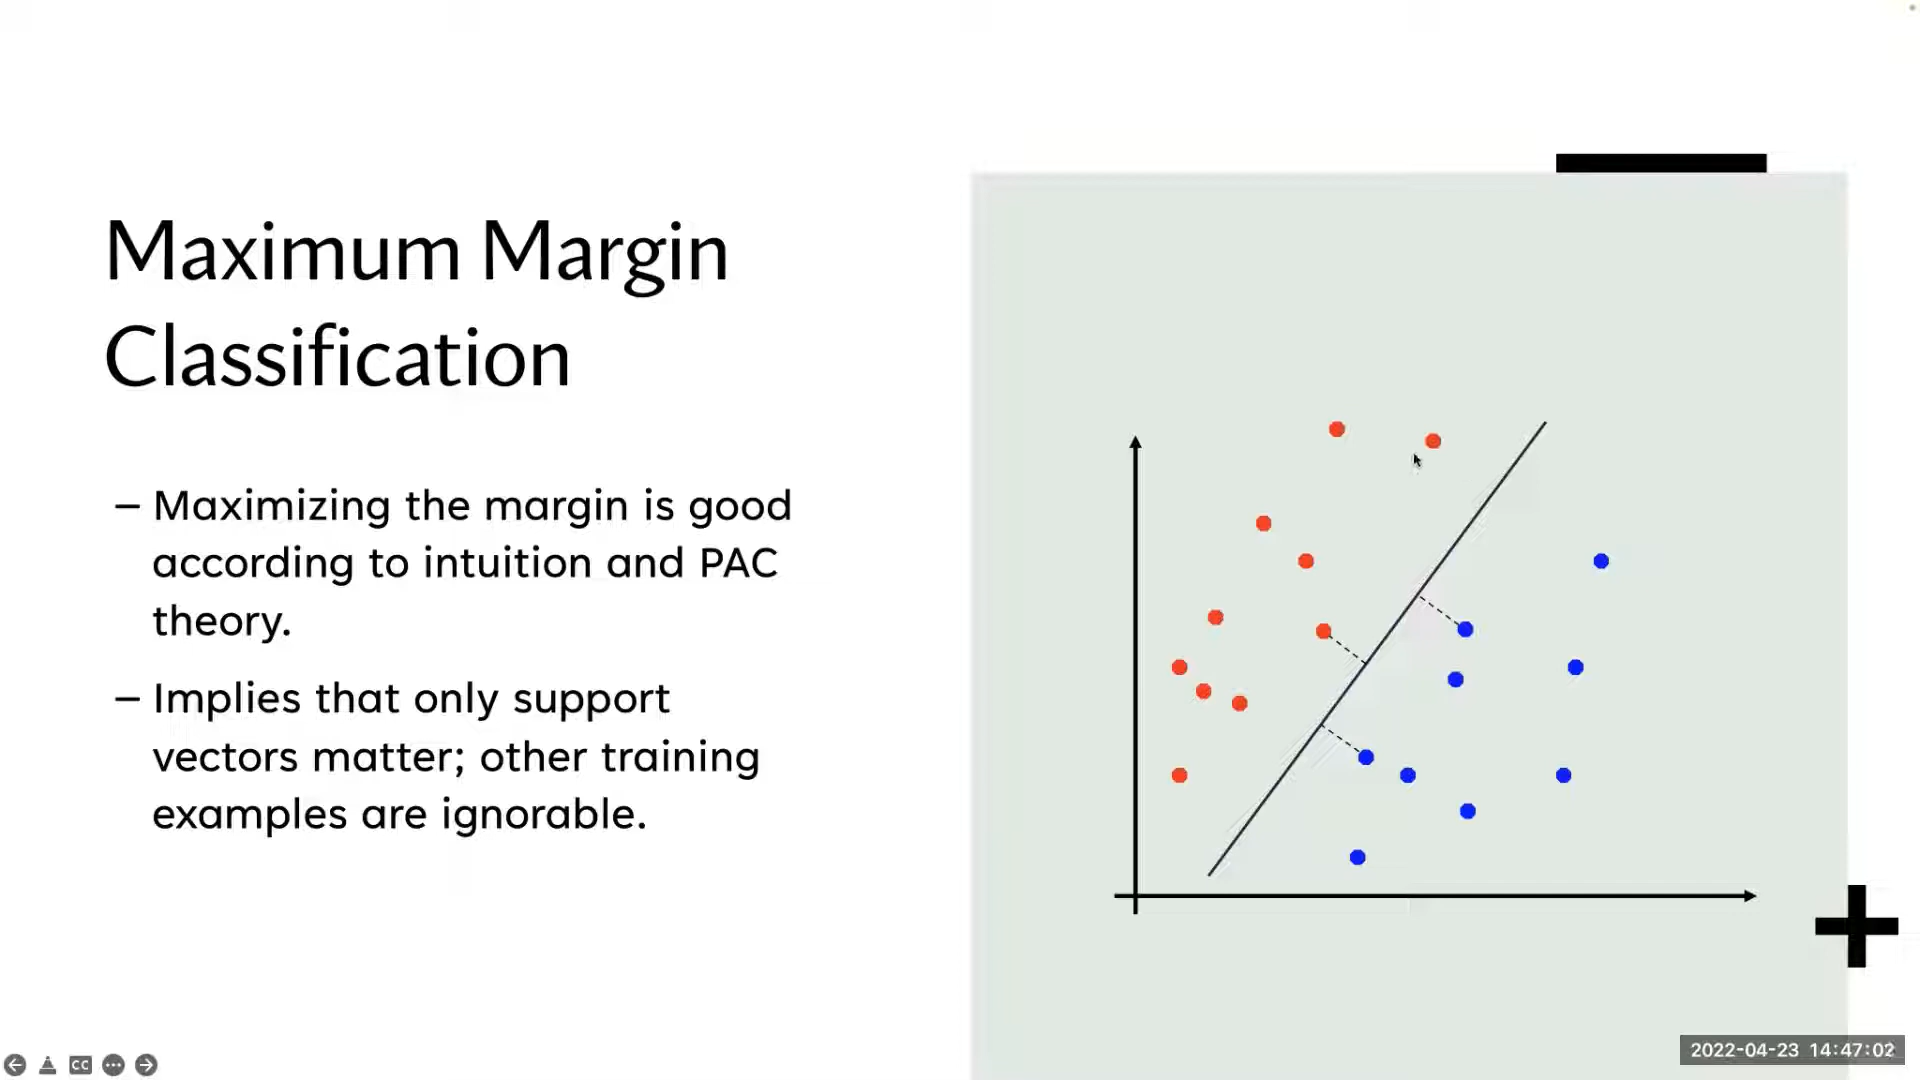 Maximum Margin
Classification
– Maximizing the margin is good
according to intuition and PAC
theory.
– Implies that only support
vectors matter; other training
examples are ignorable.
CC
2022-04-23 14:47:02